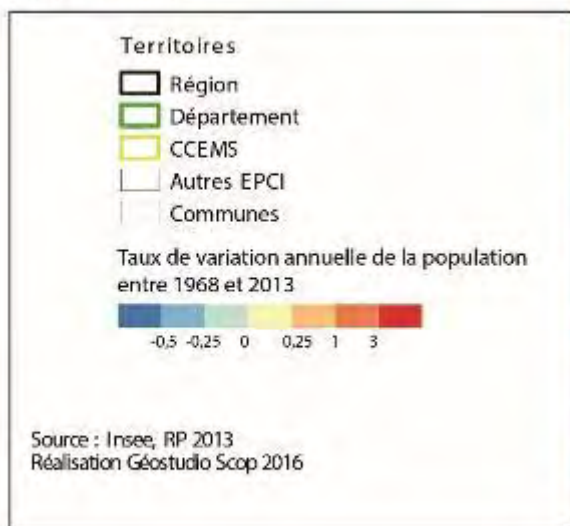 Territoires
Région
Département
CCEMS
Autres EPCI
Communes
Taux de variation annuelle de la population
entre 1968 et 2013
-0,5 -0,25 0 0,25 1 3
Source : Insee, RP 2013
Réalisation Géostudio Scop 2016